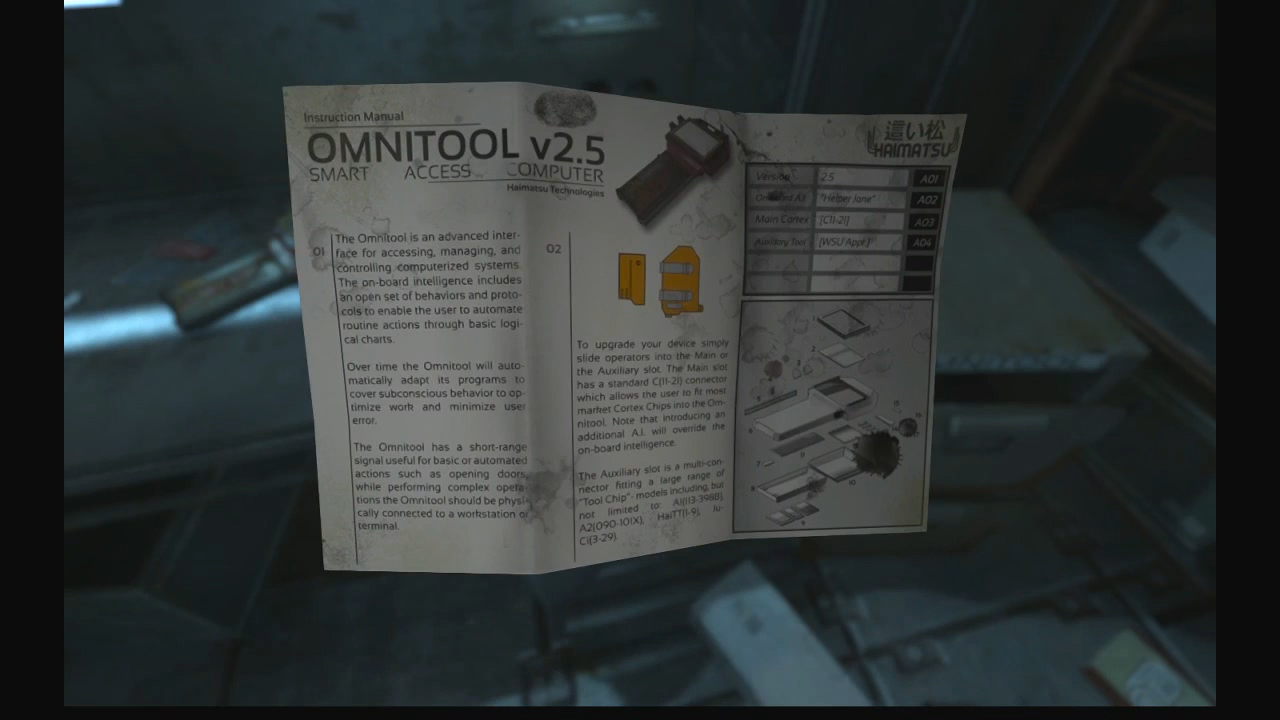 Instruction Manual
OMNITOOL v2.5
SMART ACCESS COMPUTER
Haimatsu Technologies
01
The Omnitool is an advanced inter-
face for accessing, managing, and
controlling computerized systems.
The on-board intelligence includes
an open set of behaviors and proto-
cols to enable the user to automate
routine actions through basic logi-
cal charts.
Over time the Omnitool will auto-
matically adapt its programs to
cover subconscious behavior to op-
timize work and minimize user
error.
The Omnitool has a short-range
signal useful for basic or automated
actions such as opening doors,
while performing complex opera-
tions the Omnitool should be physi-
cally connected to a workstation or
terminal.
02
To upgrade your device simply
slide operators into the Main or
the Auxiliary slot. The Main slot
has a standard C(11-2I) connector
which allows the user to fit most
market Cortex Chips into the Om-
nitool. Note that introducing an
additional A.I. will override the
on-board intelligence.
The Auxiliary slot is a multi-con-
nector fitting a large range of
"Tool Chip"- models including, but
not limited to: AJ(113-398B),
A2(090-10)X), HaiTT(1-9), Iu-
CI(3-29).
這い松
HAIMATSU
Version 2.5 A01
A.I. "Helper Jane" A02
Main Cortex [C11-2I] A03
Auxiliary Tool [WSU Appr.] A04